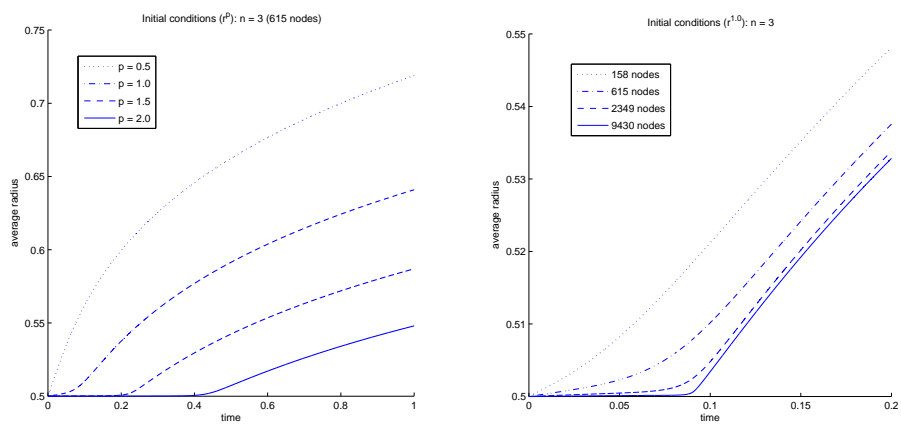 Initial conditions (r^p): n = 3 (615 nodes)
0.75
0.7
0.65
0.6
0.55
0.5
average radius
p = 0.5
p = 1.0
p = 1.5
p = 2.0
0 0.2 0.4 0.6 0.8 1
time
Initial conditions (r^1.0): n = 3
0.55
0.54
0.53
0.52
0.51
0.5
average radius
158 nodes
615 nodes
2349 nodes
9430 nodes
0 0.05 0.1 0.15 0.2
time